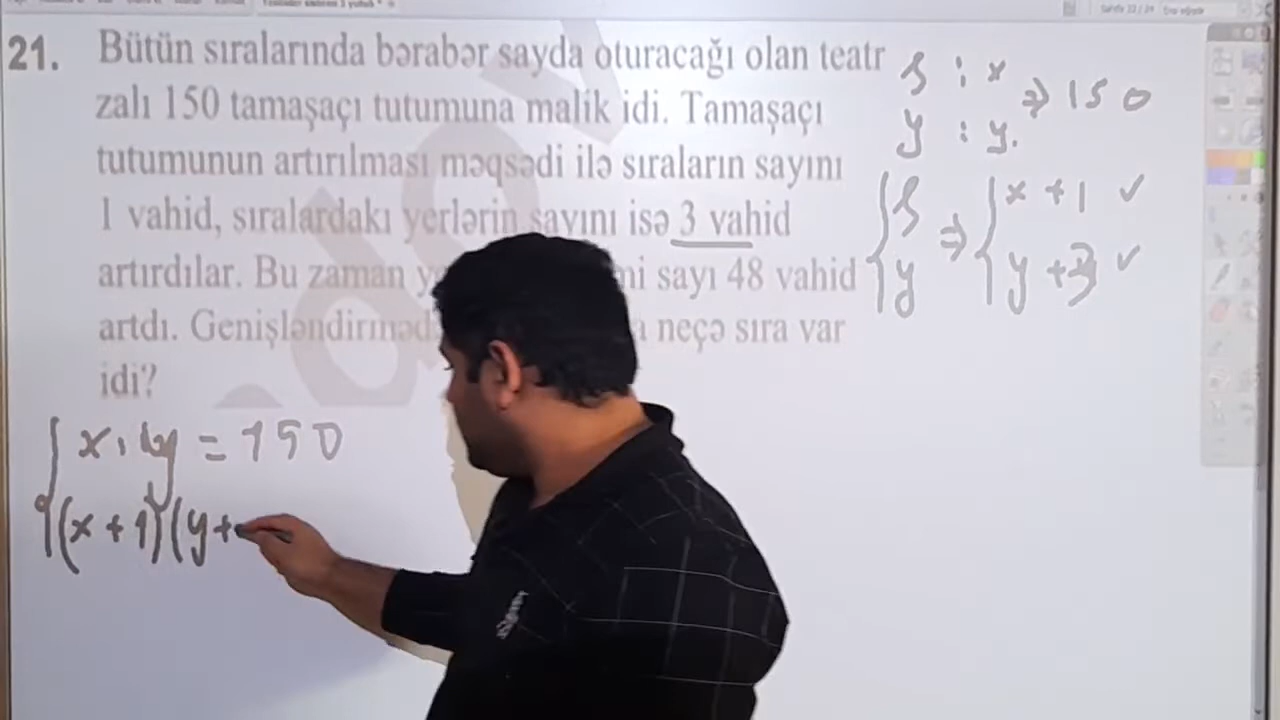 21. Bütün sıralarında bərabər sayda oturacağı olan teatr
zalı 150 tamaşaçı tutumuna malik idi. Tamaşaçı
tutumunun artırılması məqsədi ilə sıraların sayını
1 vahid, sıralardakı yerlərin sayını isə 3 vahid
artırdılar. Bu zaman sayı 48 vahid
artdı. neçə sıra var
idi?
S : x
y : y.
⇒ 150
{ S y ⇒ { x + 1 ✓
y + 3 ✓
x · y = 150
(x + 1)(y +